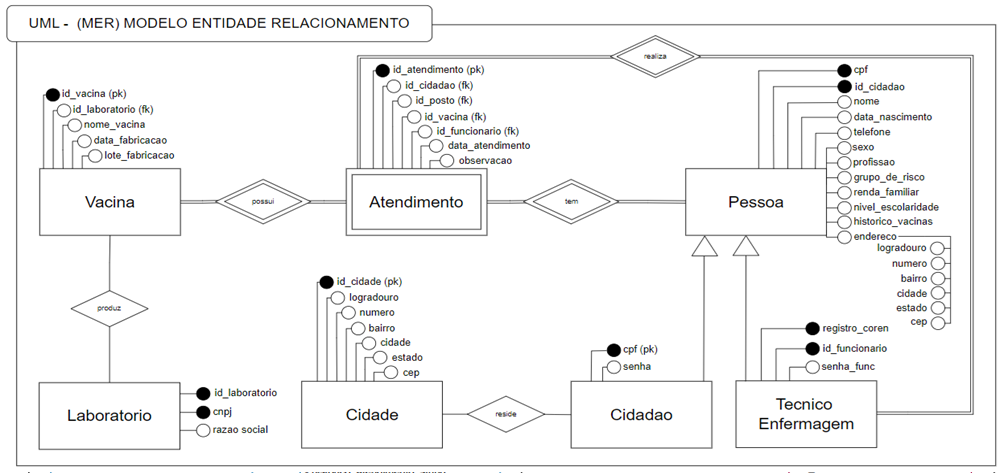 UML - (MER) MODELO ENTIDADE RELACIONAMENTO
realiza
id_vacina (pk)
id_laboratorio (fk)
nome_vacina
data_fabricacao
lote_fabricacao
Vacina
possui
id_atendimento (pk)
id_cidadao (fk)
id_posto (fk)
id_vacina (fk)
id_funcionario (fk)
data_atendimento
observacao
Atendimento
tem
cpf
id_cidadao
nome
data_nascimento
telefone
sexo
profissao
grupo_de_risco
renda_familiar
nivel_escolaridade
historico_vacinas
endereco
logradouro
numero
bairro
cidade
estado
cep
Pessoa
produz
id_laboratorio
cnpj
razao social
Laboratorio
id_cidade (pk)
logradouro
numero
bairro
cidade
estado
cep
Cidade
reside
cpf (pk)
senha
Cidadao
registro_coren
id_funcionario
senha_func
Tecnico
Enfermagem